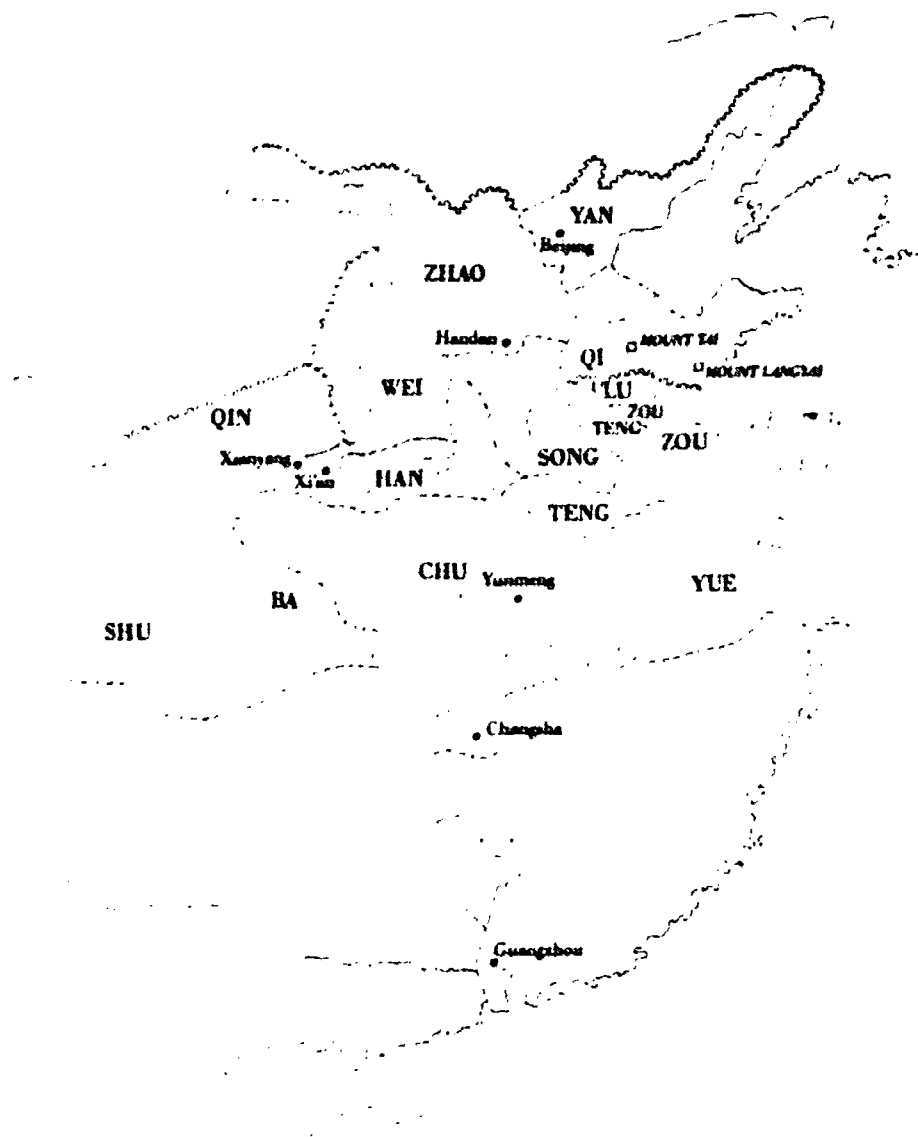 YAN
Beijing
ZHAO
Handan
MOUNT TAI
QI
MOUNT LANGYAI
WEI
LU
ZOU
QIN
TENG
ZOU
Xianyang
SONG
Xi'an
HAN
TENG
CHU
Yunmeng
YUE
BA
SHU
Changsha
Guangzhou